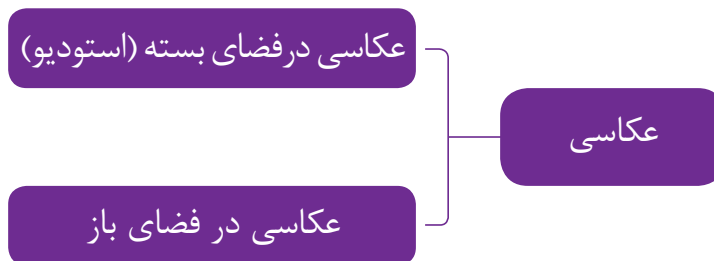 عکاسی
عکاسی درفضای بسته (استودیو)
عکاسی در فضای باز